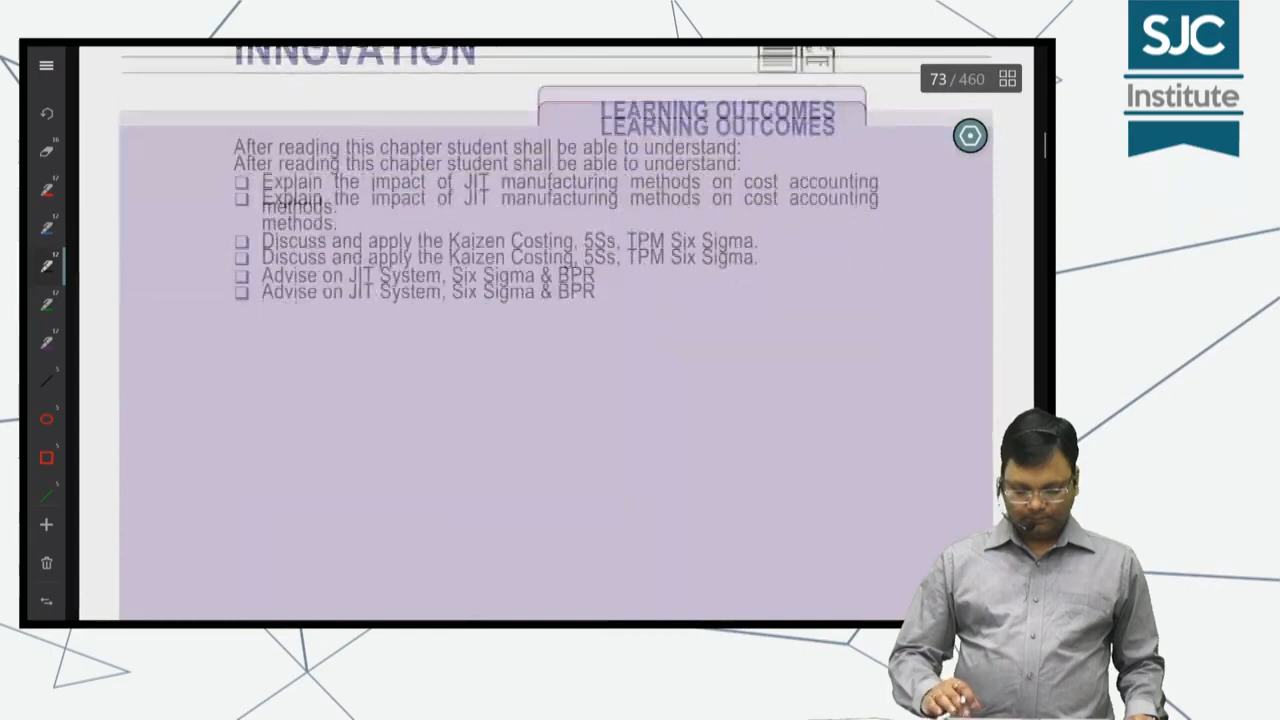 INNOVATION
73 / 460
LEARNING OUTCOMES
LEARNING OUTCOMES
After reading this chapter student shall be able to understand:
After reading this chapter student shall be able to understand:
❑ Explain the impact of JIT manufacturing methods on cost accounting
❑ Explain the impact of JIT manufacturing methods on cost accounting
methods.
methods.
❑ Discuss and apply the Kaizen Costing, 5Ss, TPM Six Sigma.
❑ Discuss and apply the Kaizen Costing, 5Ss, TPM Six Sigma.
❑ Advise on JIT System, Six Sigma & BPR
❑ Advise on JIT System, Six Sigma & BPR
SJC
Institute